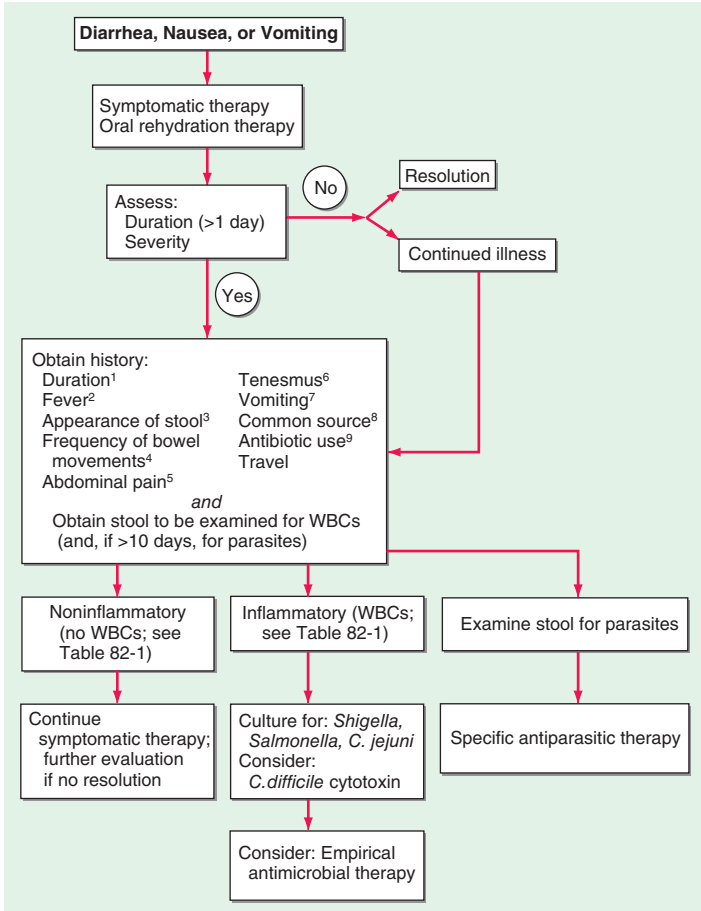 Diarrhea, Nausea, or Vomiting
Symptomatic therapy
Oral rehydration therapy
Assess:
Duration (>1 day)
Severity
No
Resolution
Continued illness
Yes
Obtain history:
Duration¹
Fever²
Appearance of stool³
Frequency of bowel
movements⁴
Abdominal pain⁵
Tenesmus⁶
Vomiting⁷
Common source⁸
Antibiotic use⁹
Travel
and
Obtain stool to be examined for WBCs
(and, if >10 days, for parasites)
Noninflammatory
(no WBCs; see
Table 82-1)
Inflammatory (WBCs;
see Table 82-1)
Examine stool for parasites
Continue
symptomatic therapy;
further evaluation
if no resolution
Culture for: Shigella,
Salmonella, C. jejuni
Consider:
C.difficile cytotoxin
Specific antiparasitic therapy
Consider: Empirical
antimicrobial therapy